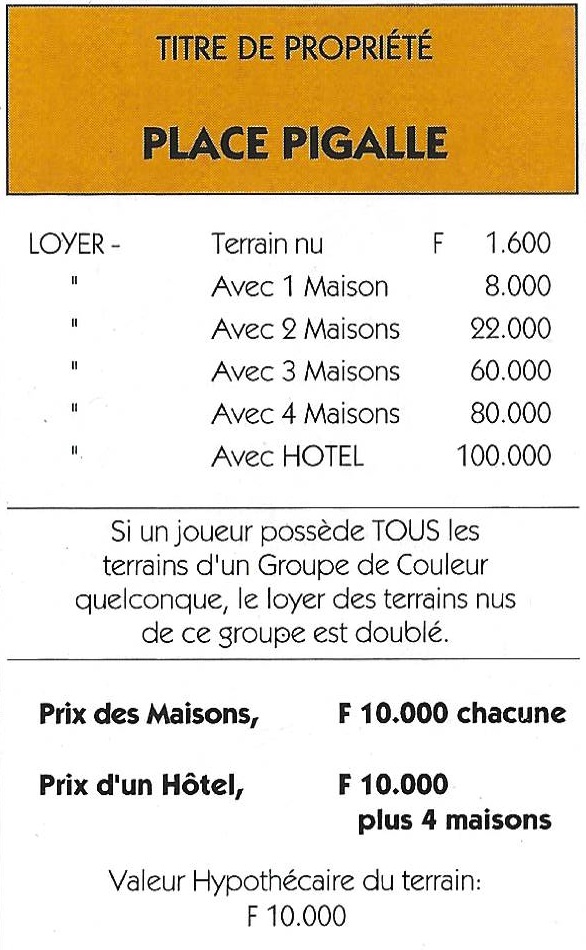 TITRE DE PROPRIÉTÉ
PLACE PIGALLE
LOYER - Terrain nu F 1.600
" Avec 1 Maison 8.000
" Avec 2 Maisons 22.000
" Avec 3 Maisons 60.000
" Avec 4 Maisons 80.000
" Avec HOTEL 100.000
Si un joueur possède TOUS les
terrains d'un Groupe de Couleur
quelconque, le loyer des terrains nus
de ce groupe est doublé.
Prix des Maisons, F 10.000 chacune
Prix d'un Hôtel, F 10.000
plus 4 maisons
Valeur Hypothécaire du terrain:
F 10.000